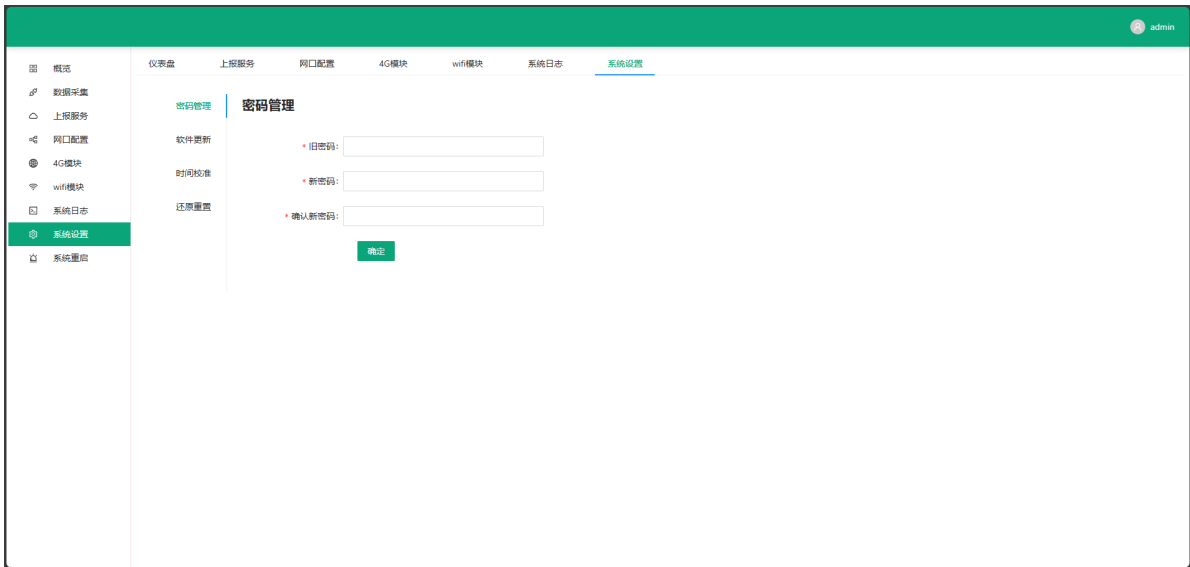 admin
概览
数据采集
上报服务
网口配置
4G模块
wifi模块
系统日志
系统设置
系统重启
仪表盘 上报服务 网口配置 4G模块 wifi模块 系统日志 系统设置
密码管理
软件更新
时间校准
还原重置
密码管理
* 旧密码:
* 新密码:
* 确认新密码:
确定